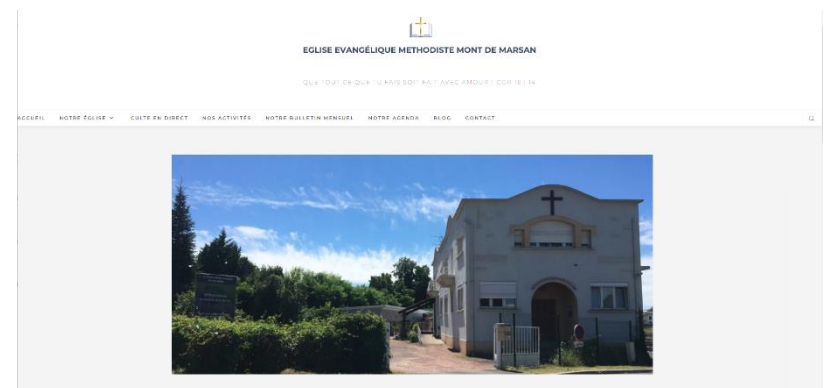 EGLISE EVANGÉLIQUE METHODISTE MONT DE MARSAN
QUE TOUT CE QUE TU FAIS SOIT FAIT AVEC AMOUR 1 COR 16 : 14
ACCUEIL NOTRE ÉGLISE CULTE EN DIRECT NOS ACTIVITÉS NOTRE BULLETIN MENSUEL NOTRE AGENDA BLOG CONTACT